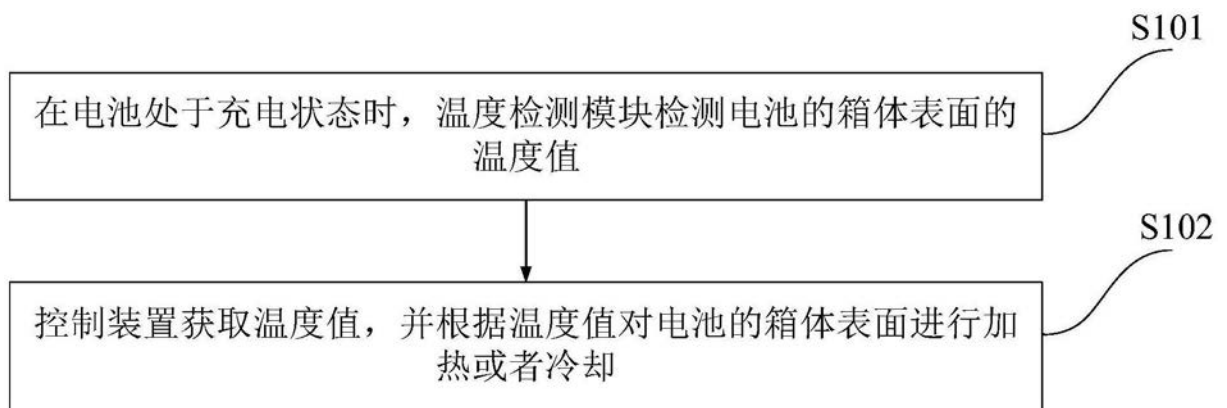 S101
在电池处于充电状态时，温度检测模块检测电池的箱体表面的
温度值
S102
控制装置获取温度值，并根据温度值对电池的箱体表面进行加
热或者冷却